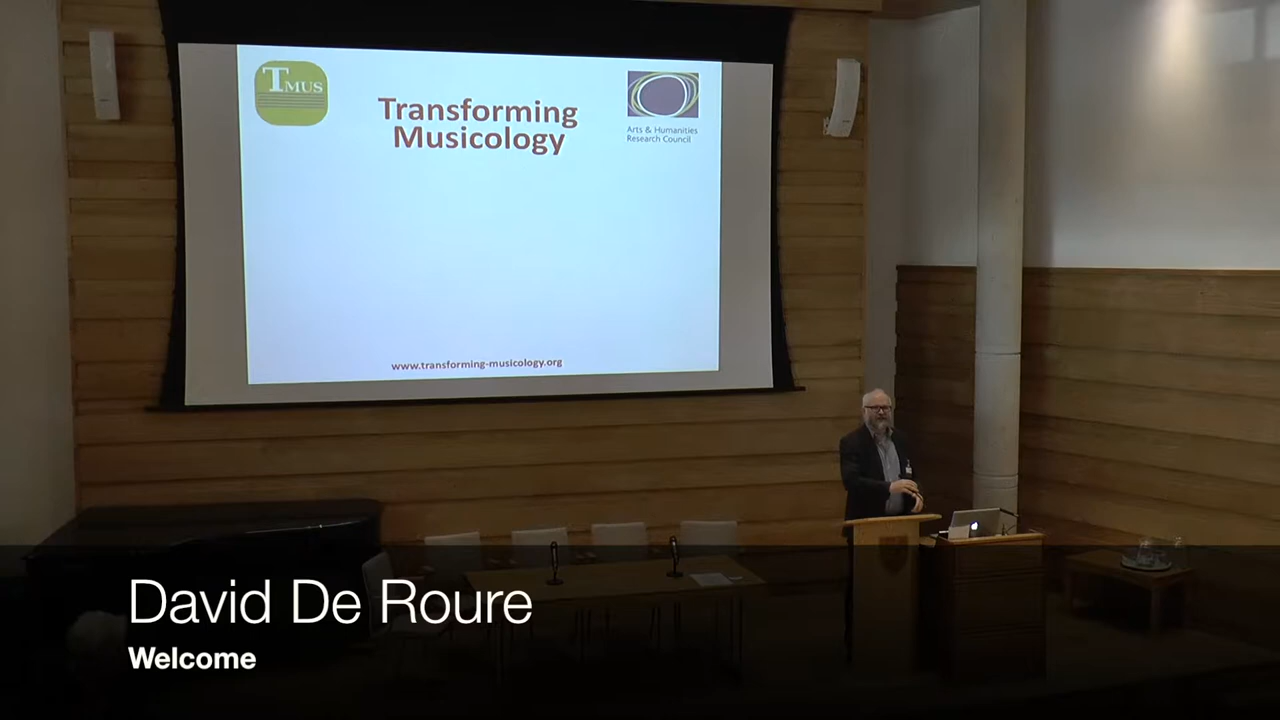 TMUS
Transforming
Musicology
Arts & Humanities
Research Council
www.transforming-musicology.org
David De Roure
Welcome